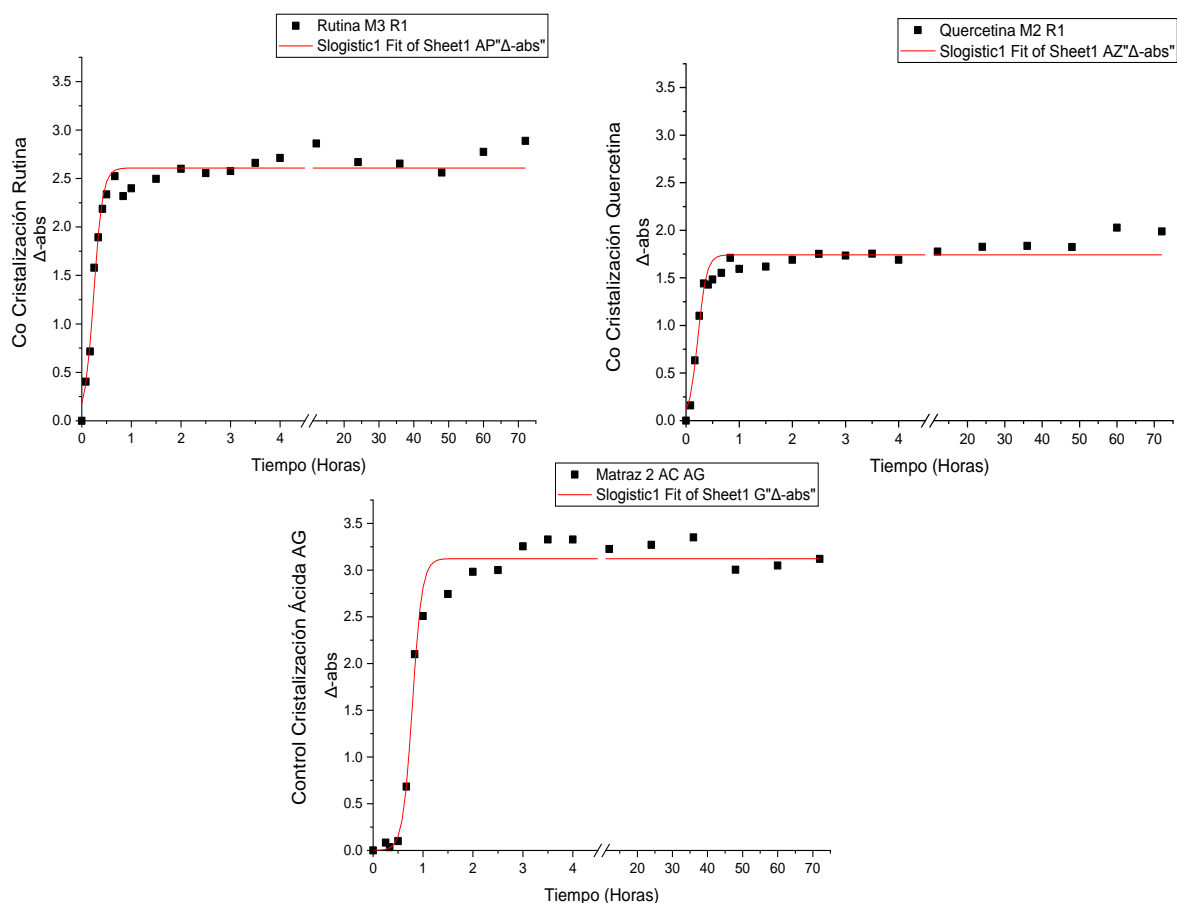 Rutina M3 R1
Slogistic1 Fit of Sheet1 AP"Δ-abs"
Co Cristalización Rutina
Δ-abs
3.5
3.0
2.5
2.0
1.5
1.0
0.5
0.0
0 1 2 3 4 20 30 40 50 60 70
Tiempo (Horas)
Quercetina M2 R1
Slogistic1 Fit of Sheet1 AZ"Δ-abs"
Co Cristalización Quercetina
Δ-abs
3.5
3.0
2.5
2.0
1.5
1.0
0.5
0.0
0 1 2 3 4 20 30 40 50 60 70
Tiempo (Horas)
Matraz 2 AC AG
Slogistic1 Fit of Sheet1 G"Δ-abs"
Control Cristalización Ácida AG
Δ-abs
3.5
3.0
2.5
2.0
1.5
1.0
0.5
0.0
0 1 2 3 4 20 30 40 50 60 70
Tiempo (Horas)